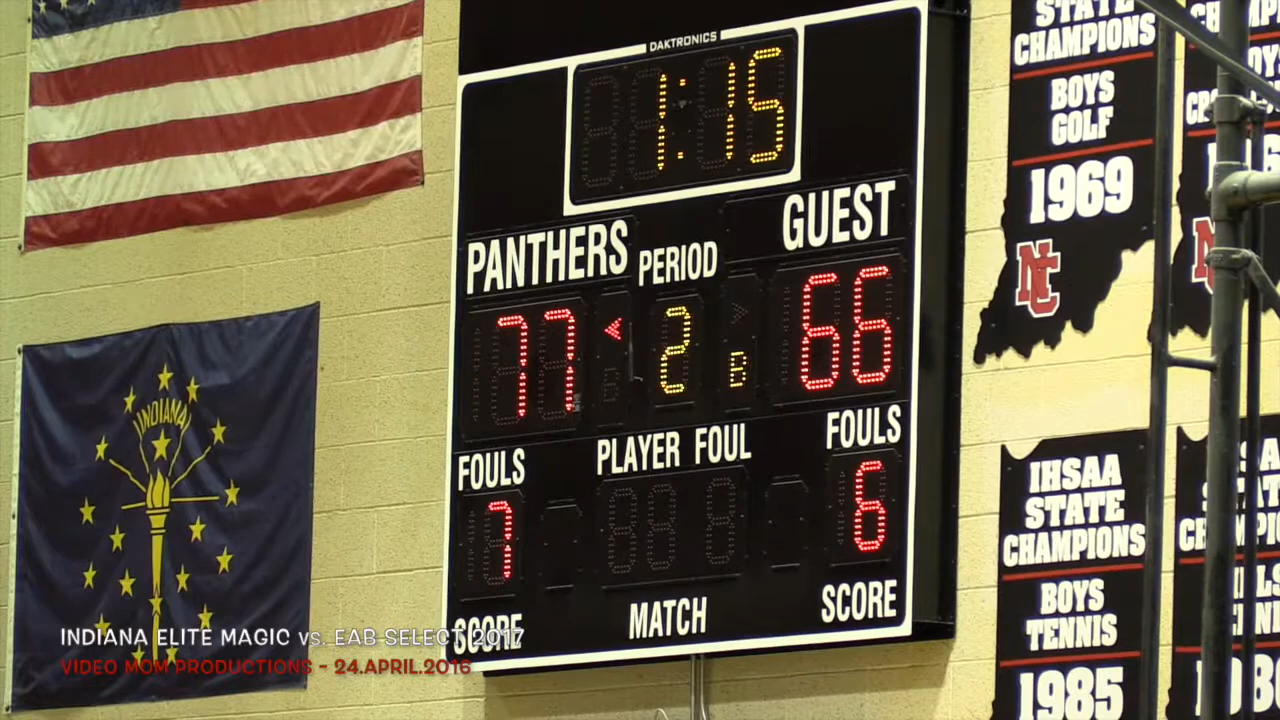 DAKTRONICS
1:15
PANTHERS
PERIOD
GUEST
77
2
B
66
FOULS
PLAYER FOUL
FOULS
7
6
SCORE
MATCH
SCORE
INDIANA
STATE
CHAMPIONS
BOYS
GOLF
1969
NC
IHSAA
STATE
CHAMPIONS
BOYS
TENNIS
1985
INDIANA ELITE MAGIC vs. EAB SELECT 2017
VIDEO MOM PRODUCTIONS - 24.APRIL.2016